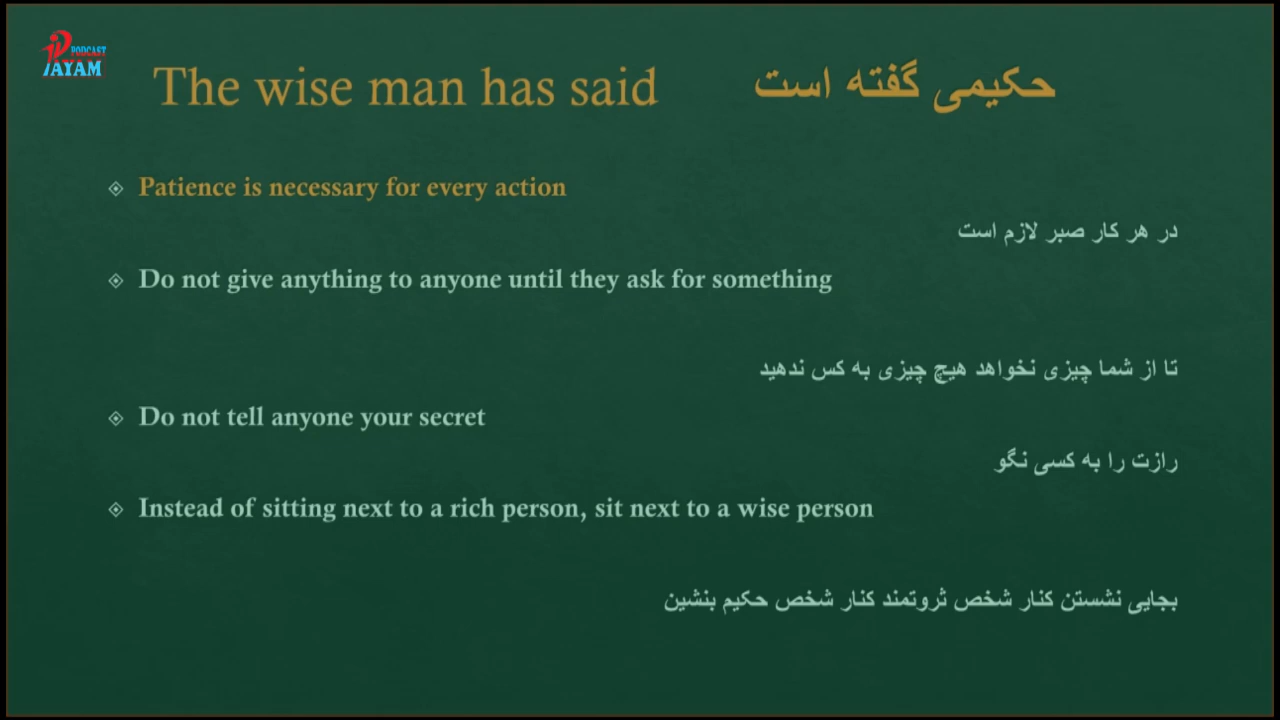 PODCAST
PAYAM
The wise man has said
حکیمی گفته است
Patience is necessary for every action
در هر کار صبر لازم است
Do not give anything to anyone until they ask for something
تا از شما چیزی نخواهد هیچ چیزی به کس ندهید
Do not tell anyone your secret
رازت را به کسی نگو
Instead of sitting next to a rich person, sit next to a wise person
بجایی نشستن کنار شخص ثروتمند کنار شخص حکیم بنشین